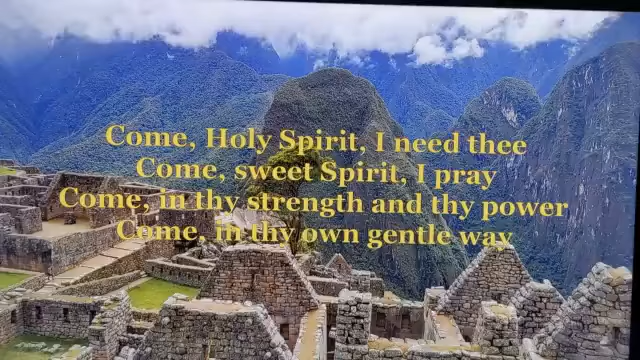 Come, Holy Spirit, I need thee
Come, sweet Spirit, I pray
Come, in thy strength and thy power
Come, in thy own gentle way